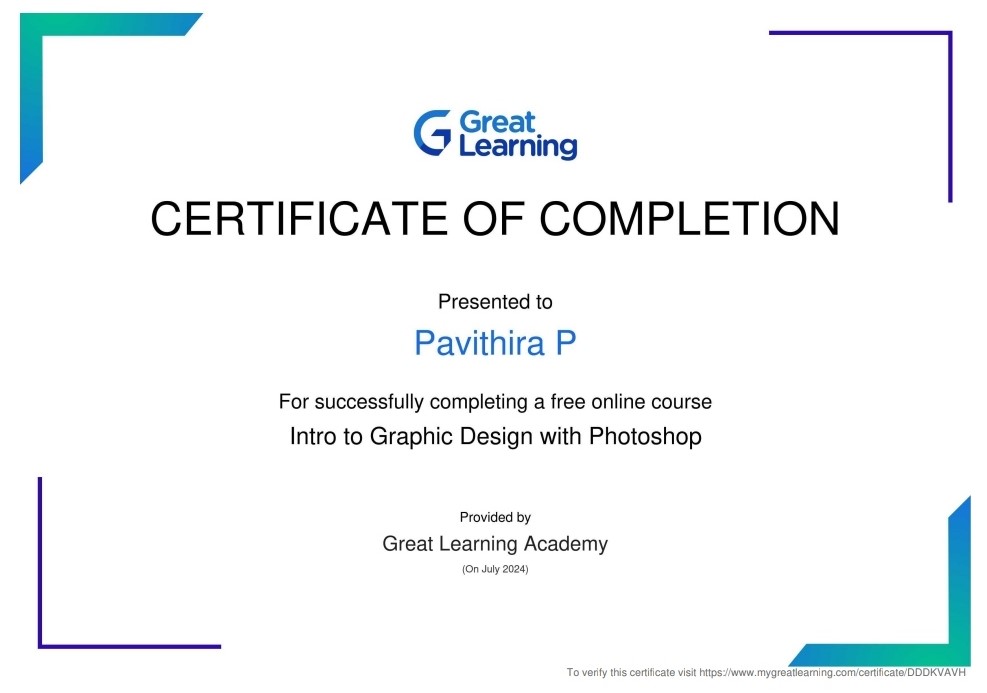 Great
Learning
CERTIFICATE OF COMPLETION
Presented to
Pavithira P
For successfully completing a free online course
Intro to Graphic Design with Photoshop
Provided by
Great Learning Academy
(On July 2024)
To verify this certificate visit https://www.mygreatlearning.com/certificate/DDDKVAVH